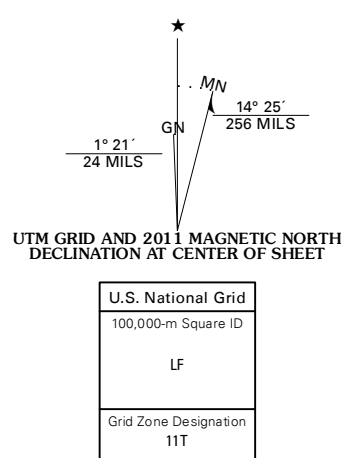 ★
MN
GN
14° 25´
256 MILS
1° 21´
24 MILS
UTM GRID AND 2011 MAGNETIC NORTH
DECLINATION AT CENTER OF SHEET
U.S. National Grid
100,000-m Square ID
LF
Grid Zone Designation
11T